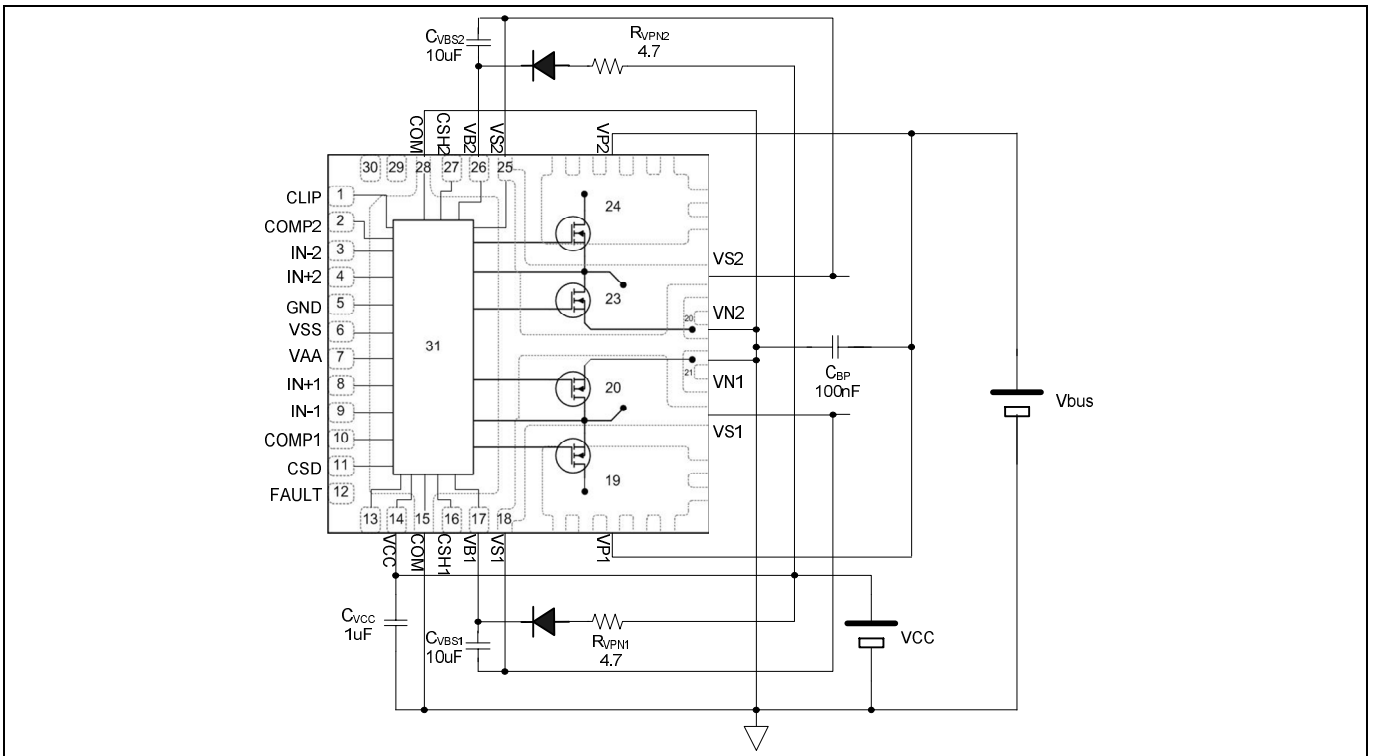 CVBS2
10uF
RVPN2
4.7
COM
CSH2
VB2
VS2
VP2
30
29
28
27
26
25
CLIP
1
COMP2
2
IN-2
3
IN+2
4
GND
5
VSS
6
VAA
7
IN+1
8
IN-1
9
COMP1
10
CSD
11
FAULT
12
31
24
23
20
19
VS2
20
VN2
21
VN1
VS1
CBP
100nF
Vbus
13
14
15
16
17
18
VCC
COM
CSH1
VB1
VS1
VP1
CVCC
1uF
CVBS1
10uF
RVPN1
4.7
VCC